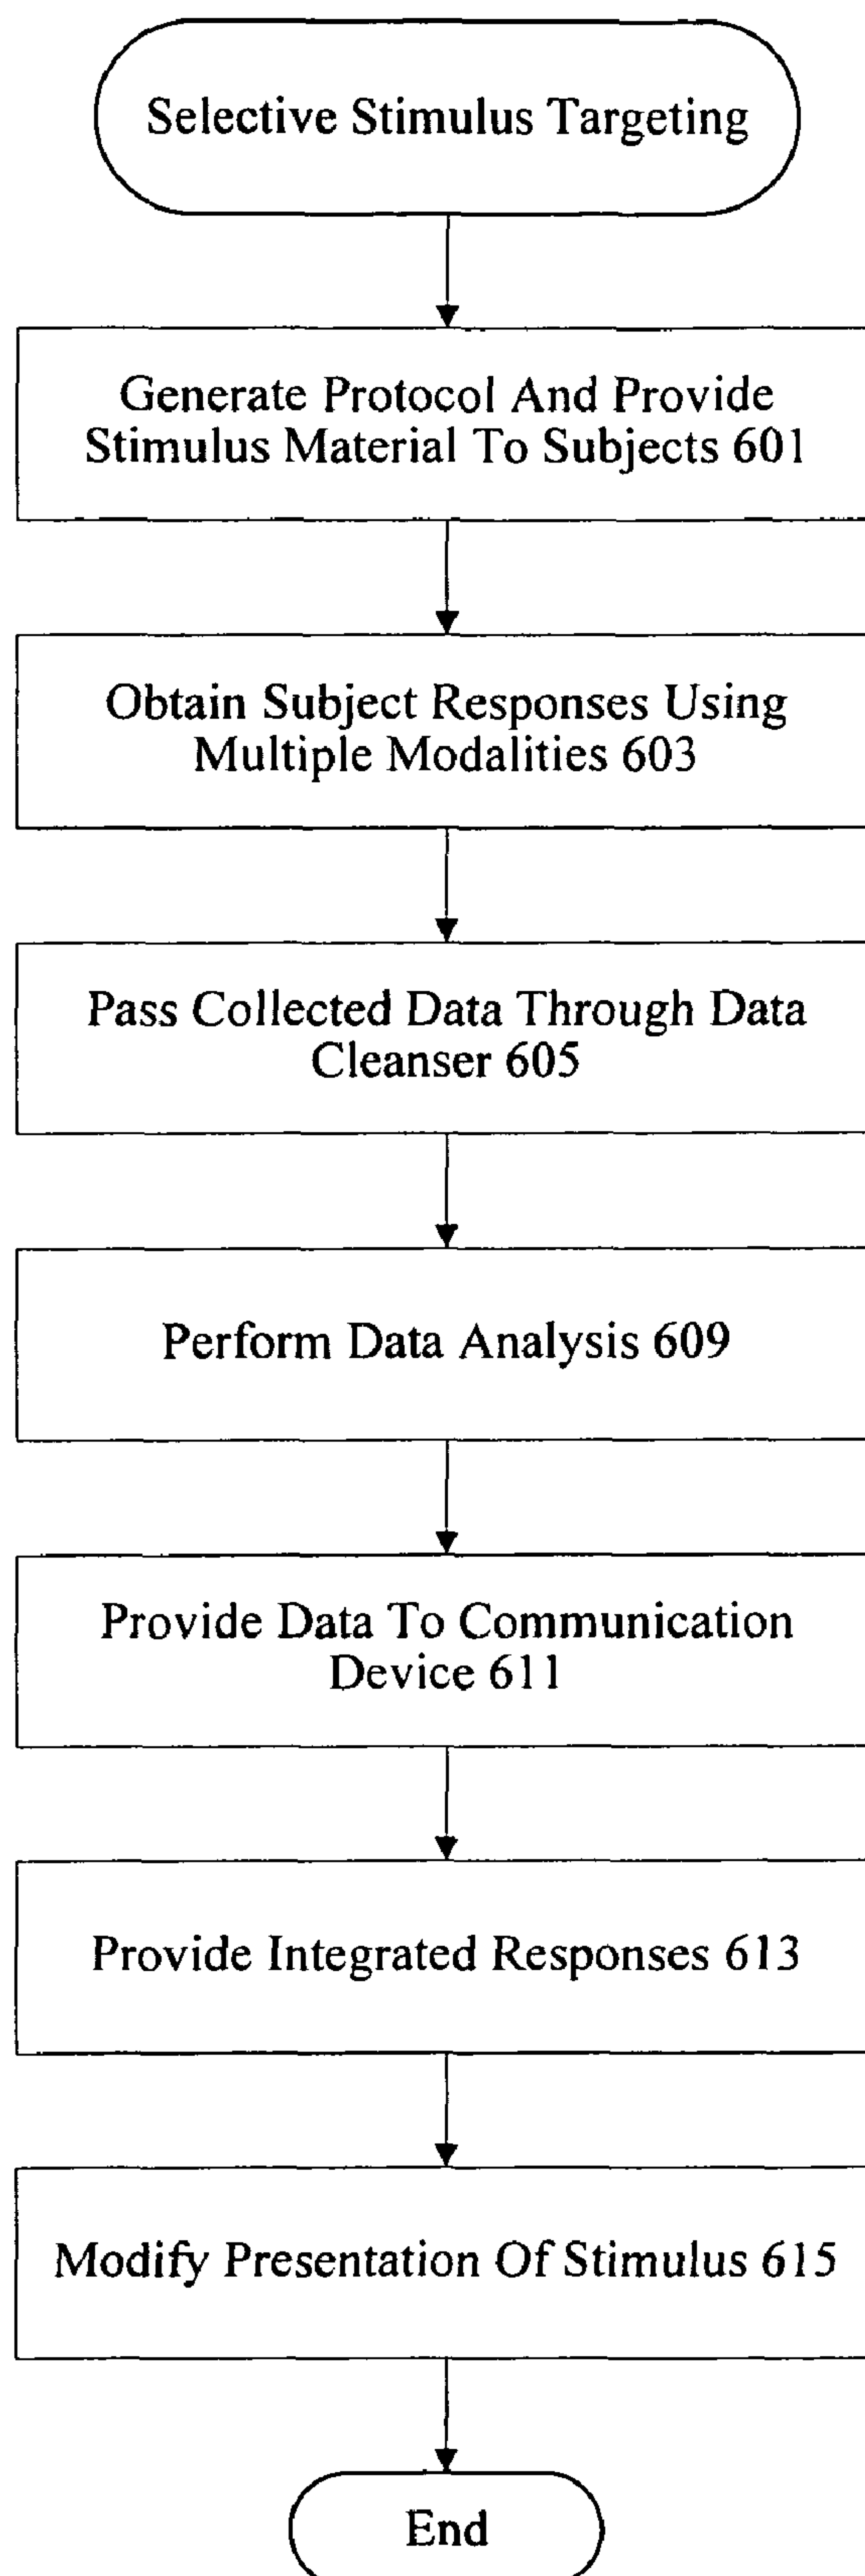 Selective Stimulus Targeting
Generate Protocol And Provide
Stimulus Material To Subjects 601
Obtain Subject Responses Using
Multiple Modalities 603
Pass Collected Data Through Data
Cleanser 605
Perform Data Analysis 609
Provide Data To Communication
Device 611
Provide Integrated Responses 613
Modify Presentation Of Stimulus 615
End